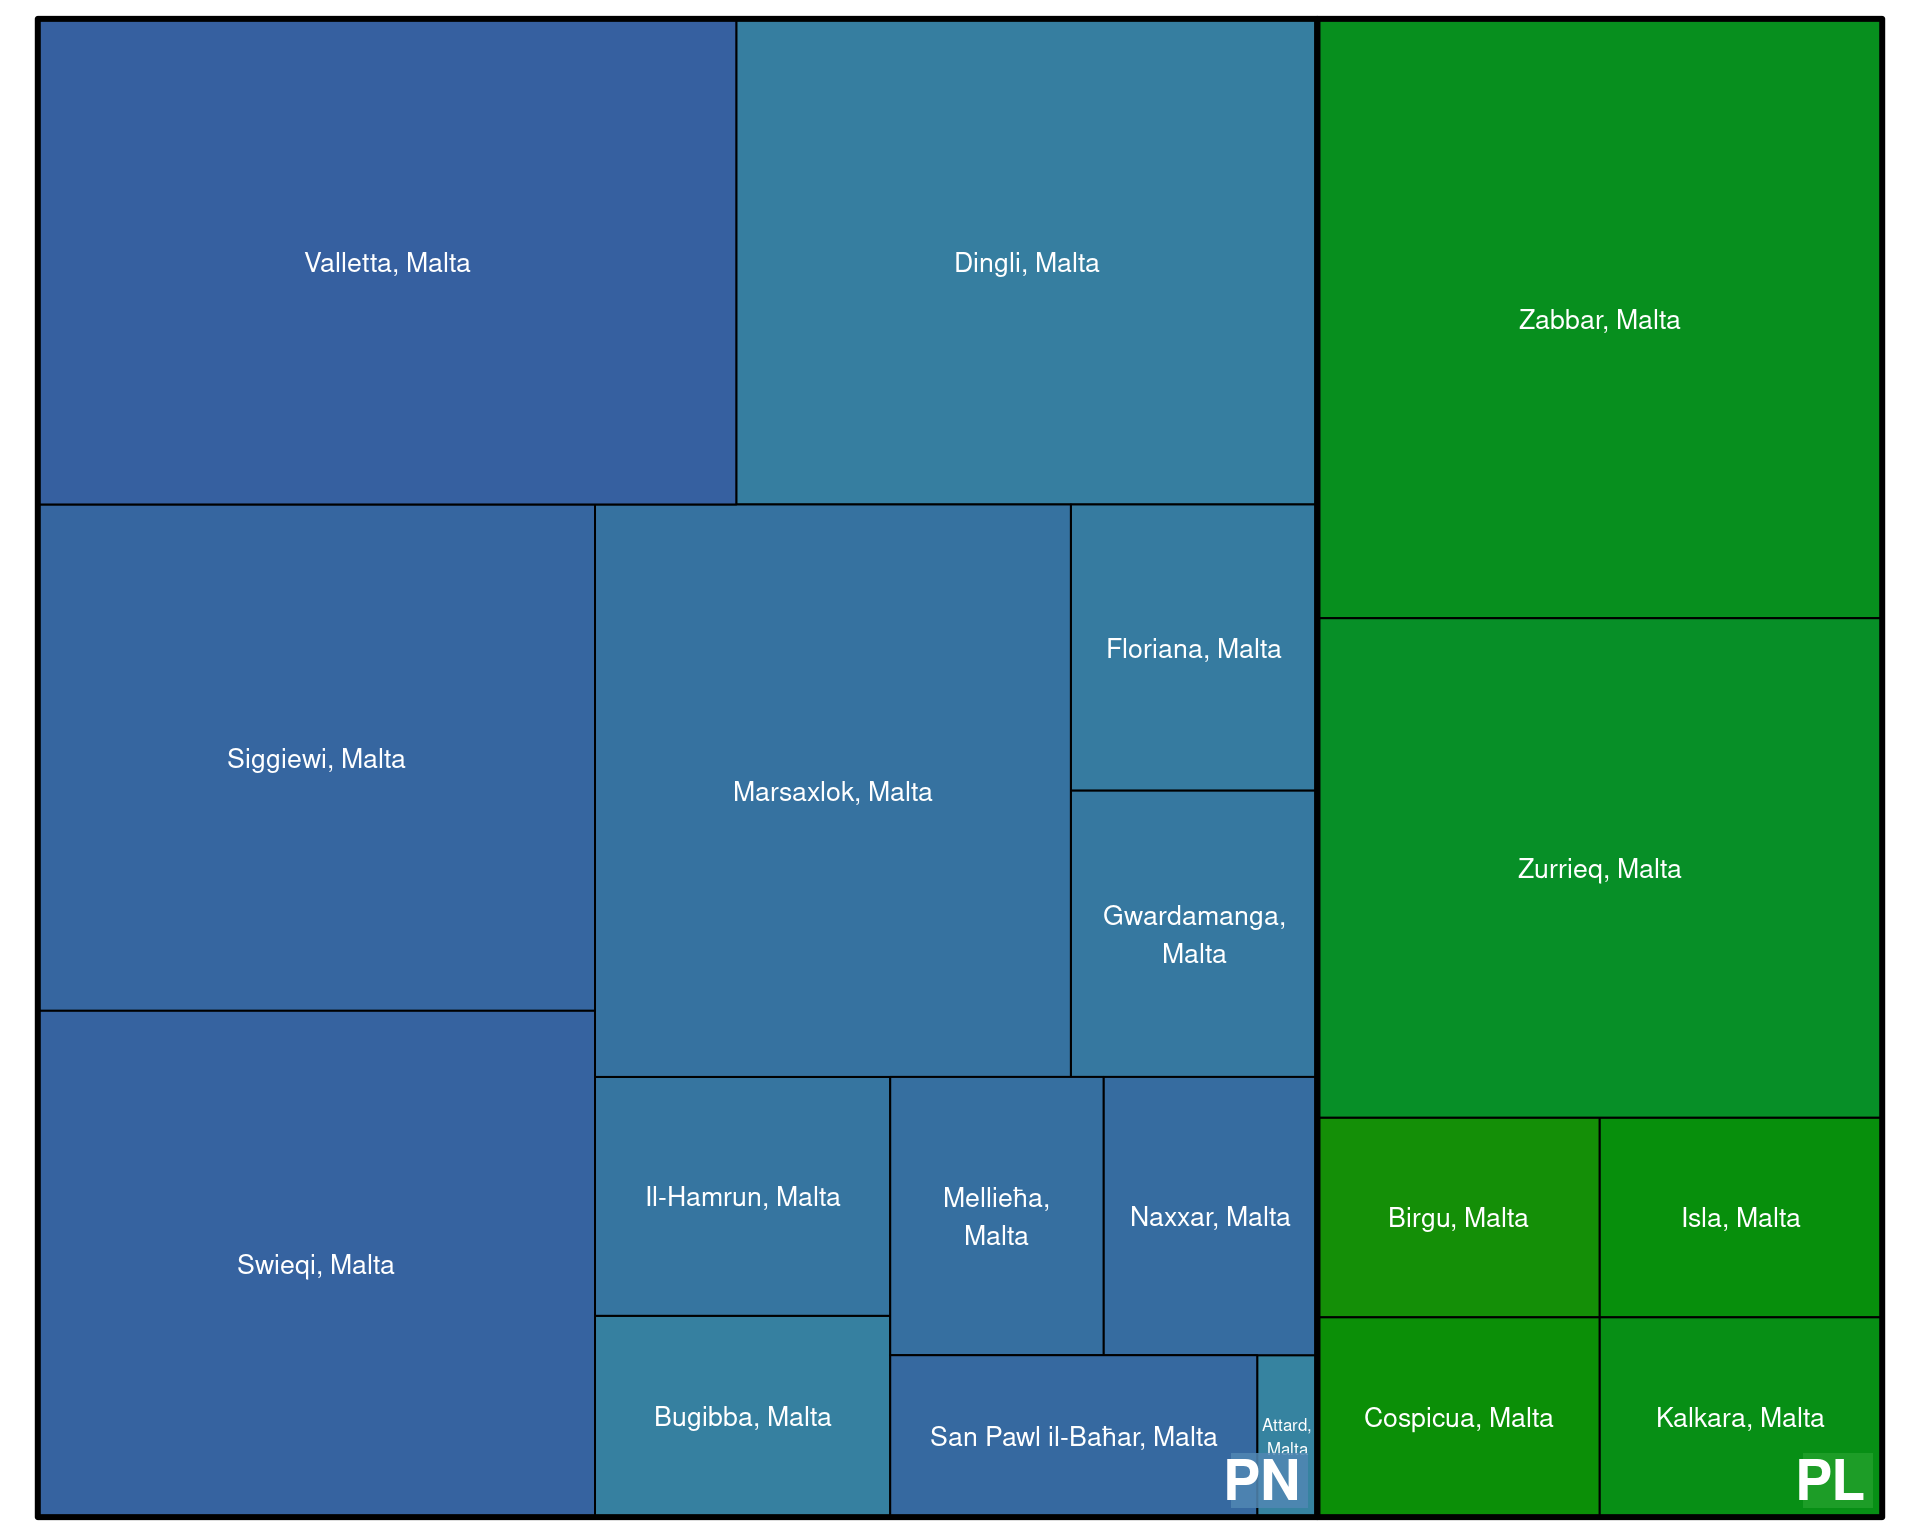 Valletta, Malta
Dingli, Malta
Zabbar, Malta
Siggiewi, Malta
Marsaxlok, Malta
Floriana, Malta
Gwardamanga,
Malta
Zurrieq, Malta
Swieqi, Malta
Il-Hamrun, Malta
Mellieħa,
Malta
Naxxar, Malta
Birgu, Malta
Isla, Malta
Bugibba, Malta
San Pawl il-Baħar, Malta
Attard,
Malta
Cospicua, Malta
Kalkara, Malta
PN
PL